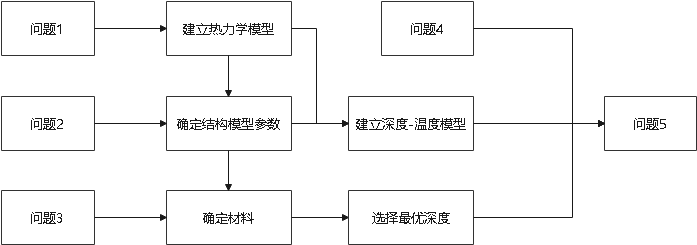 问题1
建立热力学模型
问题4
问题2
确定结构模型参数
建立深度-温度模型
问题5
问题3
确定材料
选择最优深度